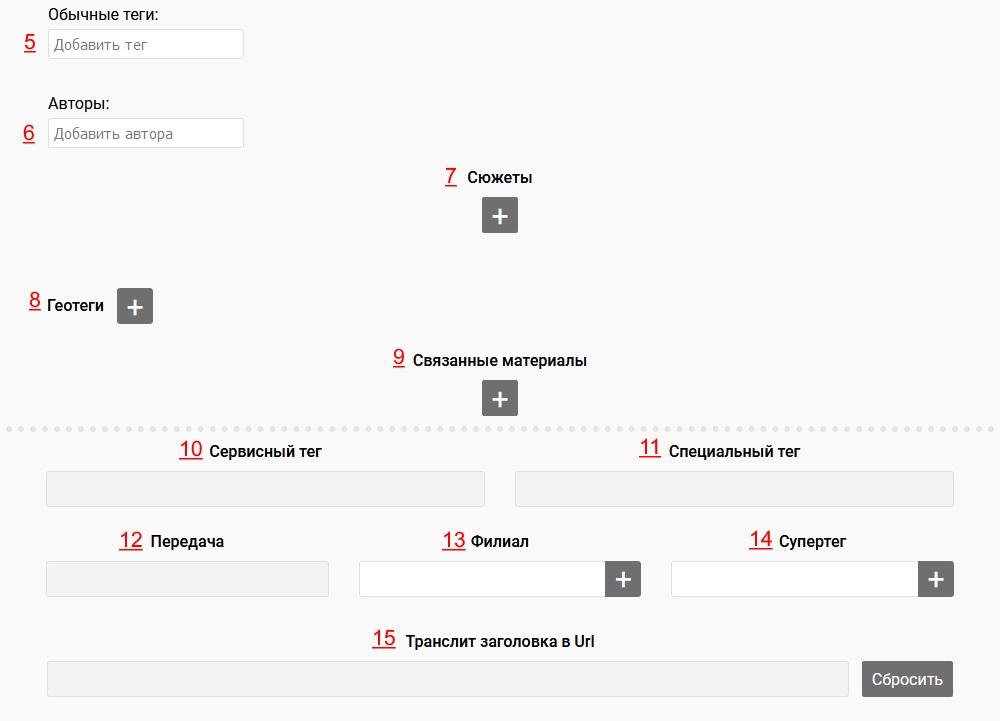 Обычные теги:
5 Добавить тег
Авторы:
6 Добавить автора
7 Сюжеты
+
8 Геотеги +
9 Связанные материалы
+
10 Сервисный тег 11 Специальный тег
12 Передача 13 Филиал 14 Супертег
+ +
15 Транслит заголовка в Url
Сбросить